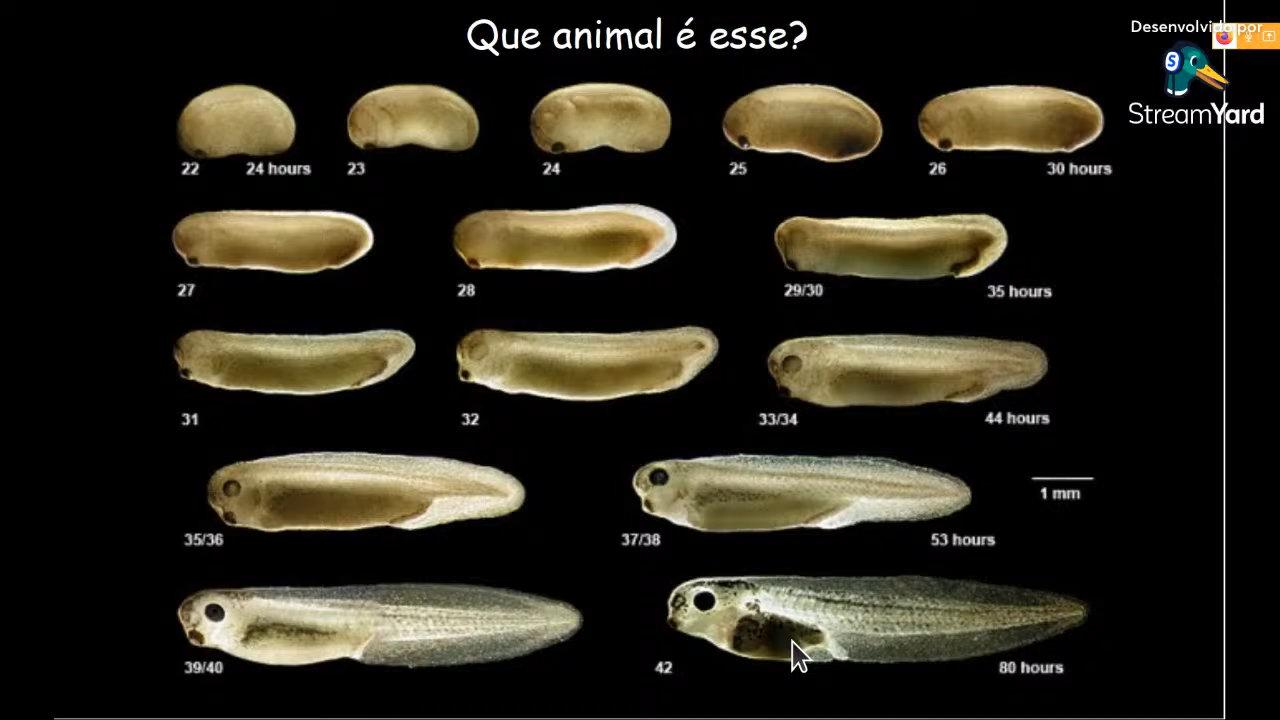 Que animal é esse?
Desenvolvido por
StreamYard
22 24 hours 23 24 25 26 30 hours
27 28 29/30 35 hours
31 32 33/34 44 hours
1 mm
35/36 37/38 53 hours
39/40 42 80 hours